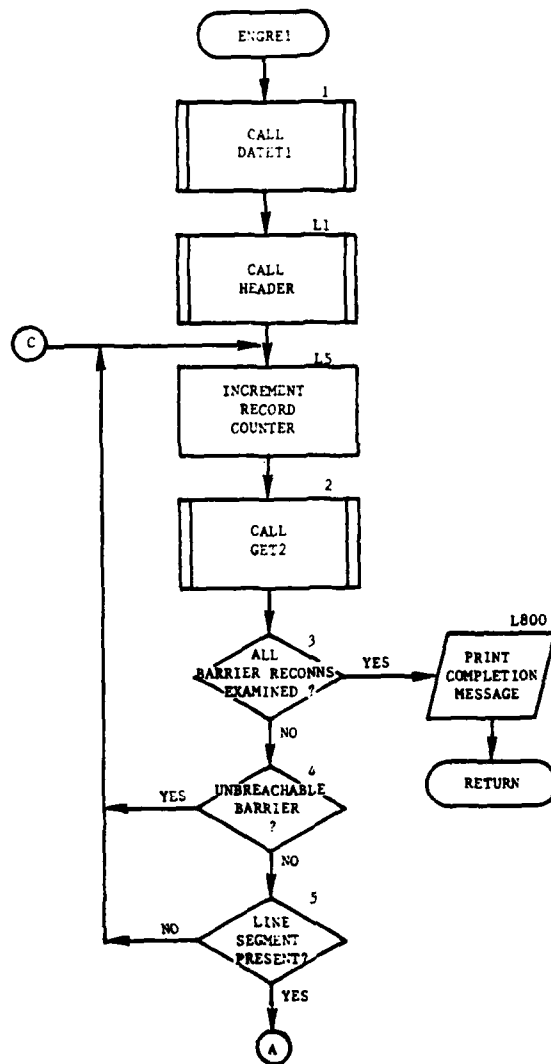 ENGRE1
1
CALL
DATET1
L1
CALL
HEADER
C
L5
INCREMENT
RECORD
COUNTER
2
CALL
GET2
3
ALL
BARRIER RECONNS
EXAMINED ?
YES
L800
PRINT
COMPLETION
MESSAGE
NO
RETURN
4
UNBREACHABLE
BARRIER
?
YES
NO
5
LINE
SEGMENT
PRESENT?
NO
YES
A